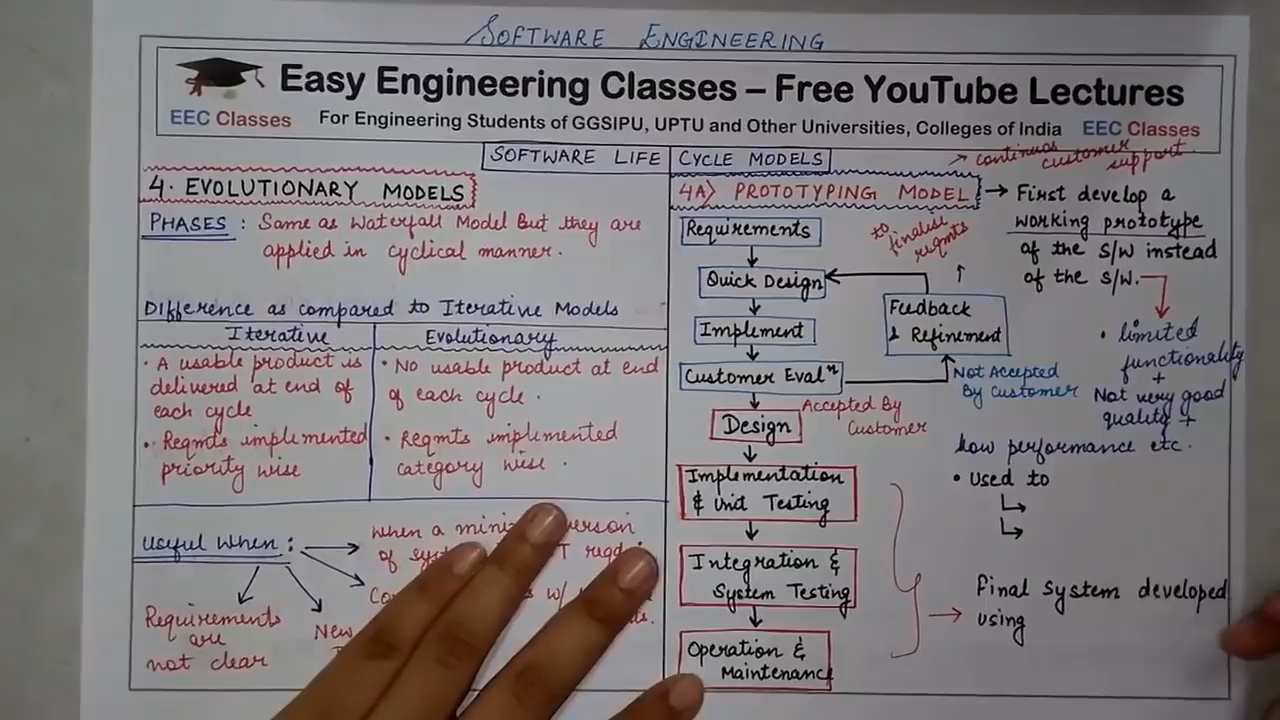 SOFTWARE ENGINEERING
Easy Engineering Classes – Free YouTube Lectures
EEC Classes
For Engineering Students of GGSIPU, UPTU and Other Universities, Colleges of India
EEC Classes
SOFTWARE LIFE CYCLE MODELS
4. EVOLUTIONARY MODELS
PHASES : Same as Waterfall Model But they are
applied in cyclical manner.
Difference as compared to Iterative Models
Iterative
· A usable product is
delivered at end of
each cycle
· Reqmts implemented
priority wise
Evolutionary
· No usable product at end
of each cycle.
· Reqmts implemented
category wise.
Useful When :
when a
of
reqd
w/
Requirements
are
not clear
New
→ continuos
customer
support.
4A) PROTOTYPING MODEL
→ First develop a
working prototype
of the S/W instead
of the S/W.
Requirements
Quick Design
Implement
Customer Evalⁿ
Design
Implementation
& Unit Testing
Integration &
System Testing
Operation &
Maintenance
to
finalise
reqmts
Feedback
& Refinement
Not Accepted
By Customer
Accepted By
Customer
· limited
functionality
+
Not very good
quality +
low performance etc.
· Used to
Final System developed
using